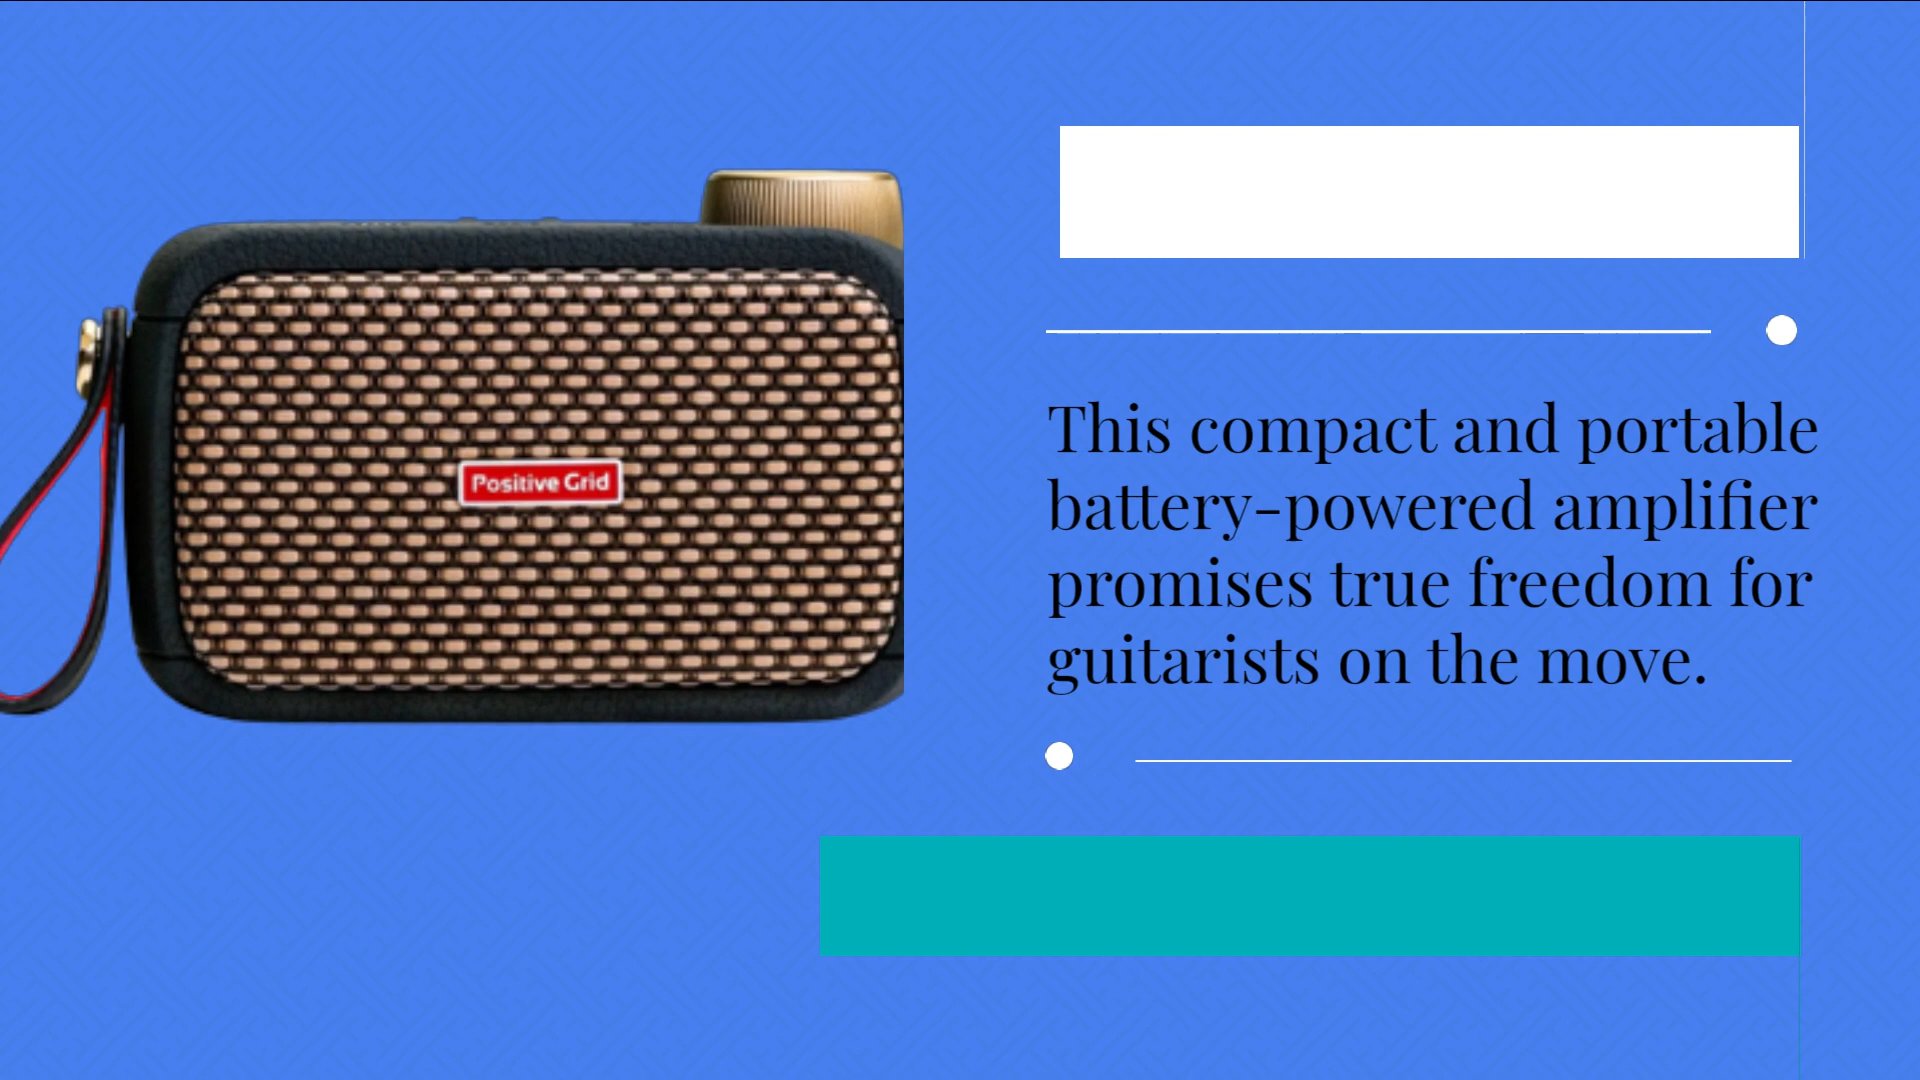 Positive Grid
This compact and portable
battery-powered amplifier
promises true freedom for
guitarists on the move.